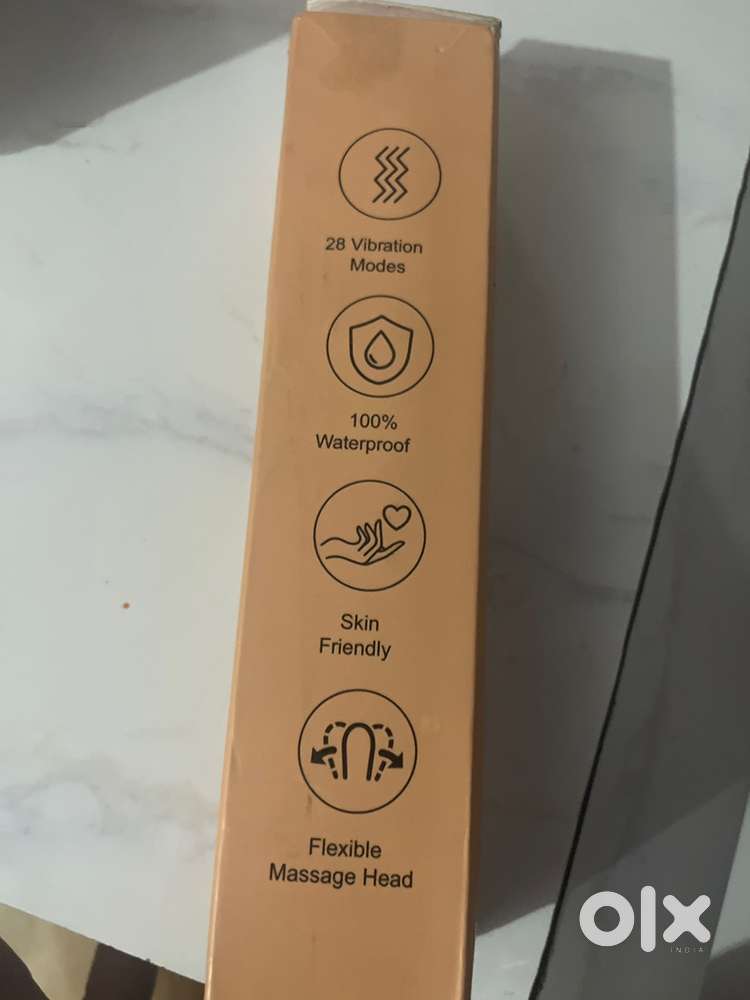 28 Vibration
Modes
100%
Waterproof
Skin
Friendly
Flexible
Massage Head
olx
INDIA